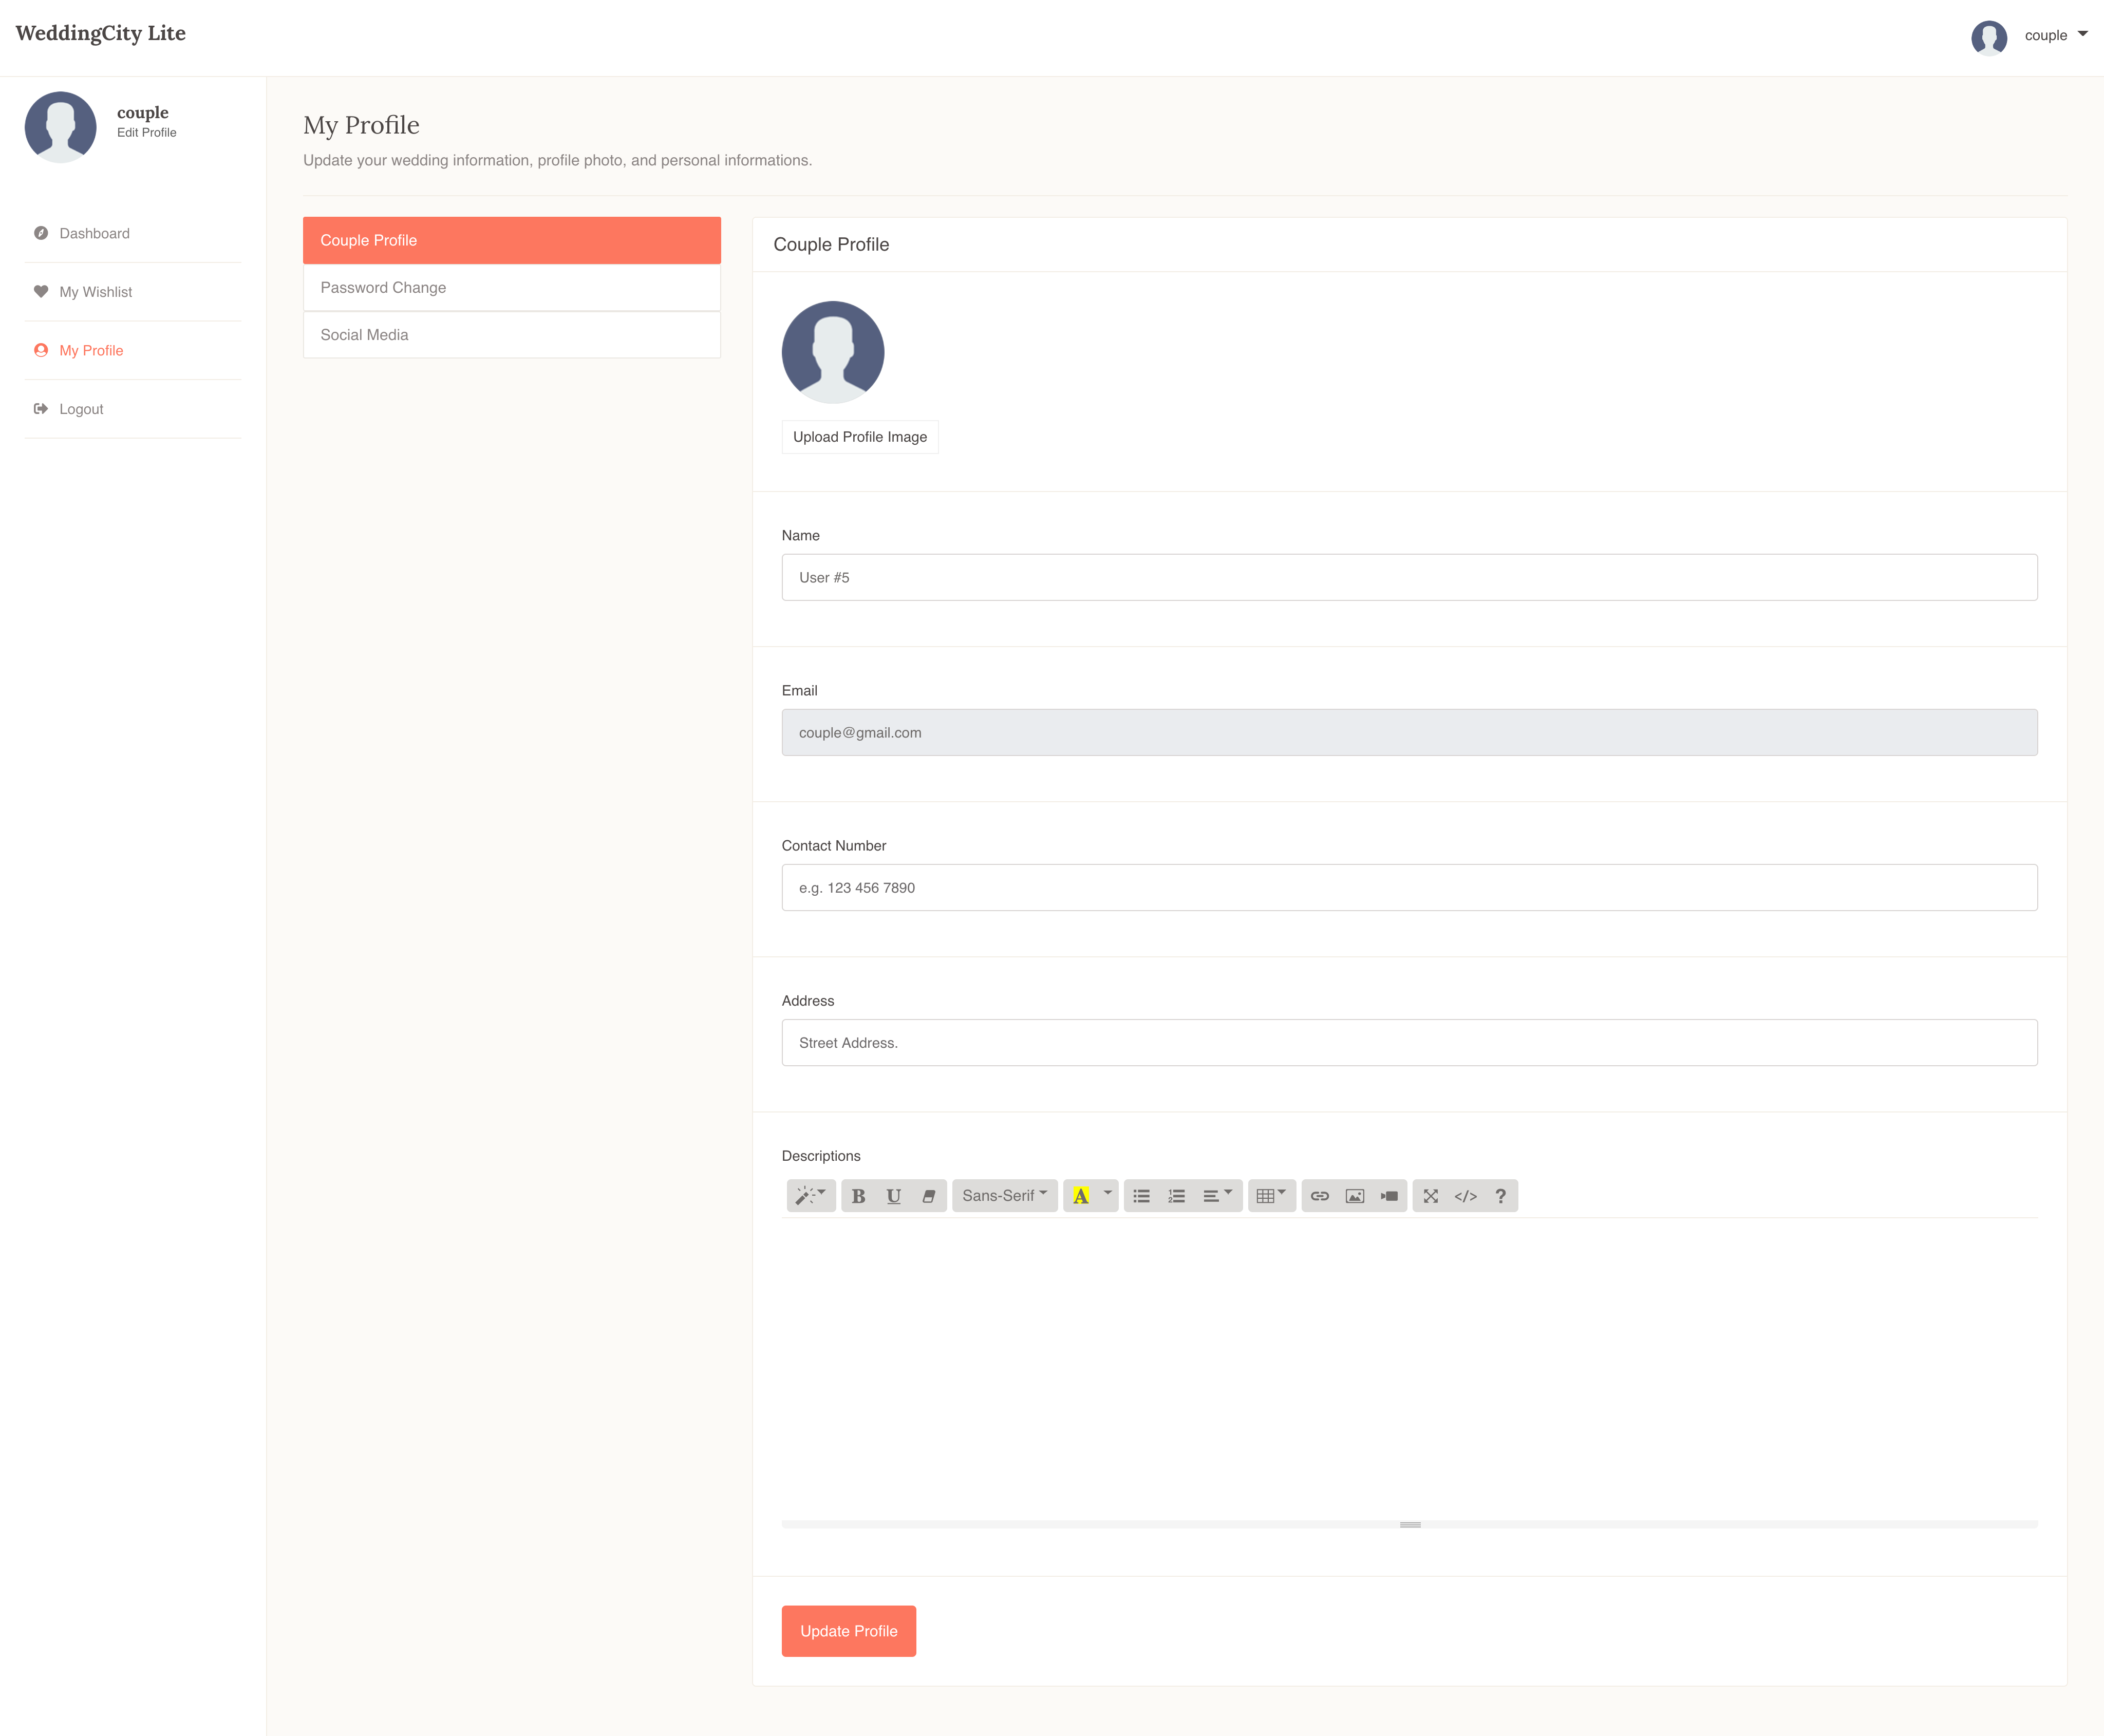 WeddingCity Lite
couple
couple
Edit Profile
Dashboard
My Wishlist
My Profile
Logout
My Profile
Update your wedding information, profile photo, and personal informations.
Couple Profile
Password Change
Social Media
Couple Profile
Upload Profile Image
Name
User #5
Email
couple@gmail.com
Contact Number
e.g. 123 456 7890
Address
Street Address.
Descriptions
B U Sans-Serif A </> ?
Update Profile